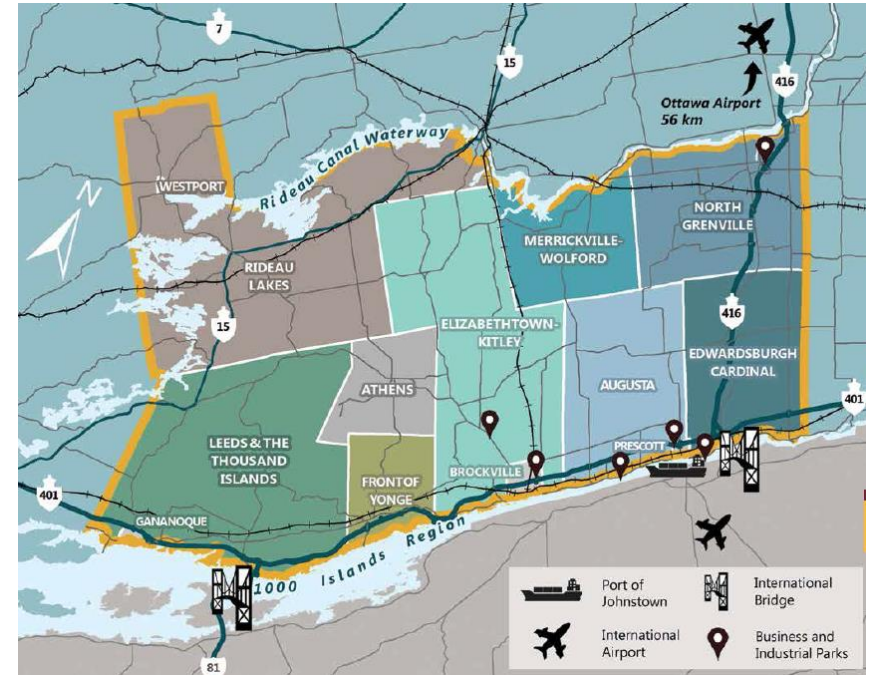 7
15
416
Ottawa Airport
56 km
Rideau Canal Waterway
WESTPORT
N
NORTH
GRENVILLE
MERRICKVILLE-
WOLFORD
RIDEAU
LAKES
15
416
ELIZABETHTOWN-
KITLEY
EDWARDSBURGH
CARDINAL
ATHENS
AUGUSTA
401
LEEDS & THE
THOUSAND
ISLANDS
PRESCOTT
BROCKVILLE
FRONT OF
YONGE
401
GANANOQUE
1000 Islands Region
81
Port of
Johnstown
International
Bridge
International
Airport
Business and
Industrial Parks